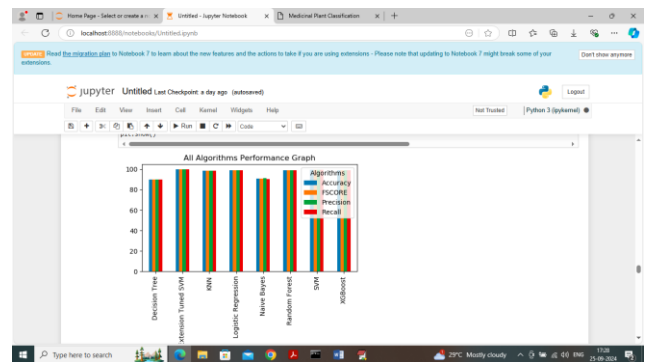 Home Page - Select or create a n
Untitled - Jupyter Notebook
Medicinal Plant Classification
localhost:8888/notebooks/Untitled.ipynb
UPDATE Read the migration plan to Notebook 7 to learn about the new features and the actions to take if you are using extensions - Please note that updating to Notebook 7 might break some of your extensions.
Don't show anymore
jupyter Untitled Last Checkpoint: a day ago (autosaved)
Logout
File Edit View Insert Cell Kernel Widgets Help
Not Trusted
Python 3 (ipykernel)
Run
Code
All Algorithms Performance Graph
100
80
60
40
20
0
Algorithms
Accuracy
FSCORE
Precision
Recall
Decision Tree
xtension Tuned SVM
KNN
Logistic Regression
Naive Bayes
Random Forest
SVM
XGBoost
Type here to search
29°C Mostly cloudy
ENG
17:28
25-09-2024